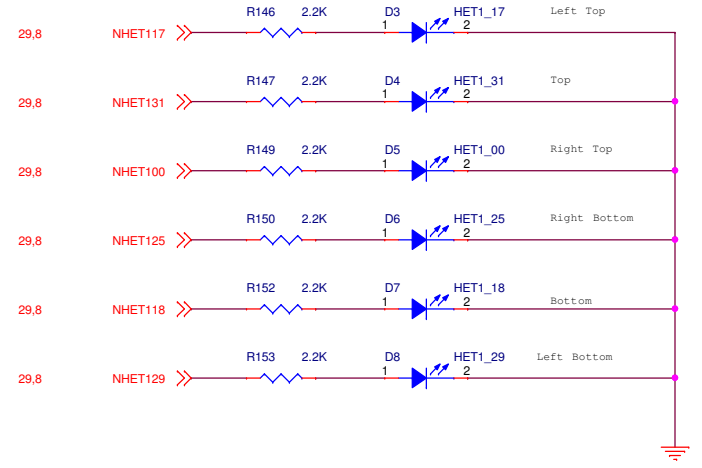 R146 2.2K D3 HET1_17 Left Top
29,8 NHET117 1 2
R147 2.2K D4 HET1_31 Top
29,8 NHET131 1 2
R149 2.2K D5 HET1_00 Right Top
29,8 NHET100 1 2
R150 2.2K D6 HET1_25 Right Bottom
29,8 NHET125 1 2
R152 2.2K D7 HET1_18 Bottom
29,8 NHET118 1 2
R153 2.2K D8 HET1_29 Left Bottom
29,8 NHET129 1 2